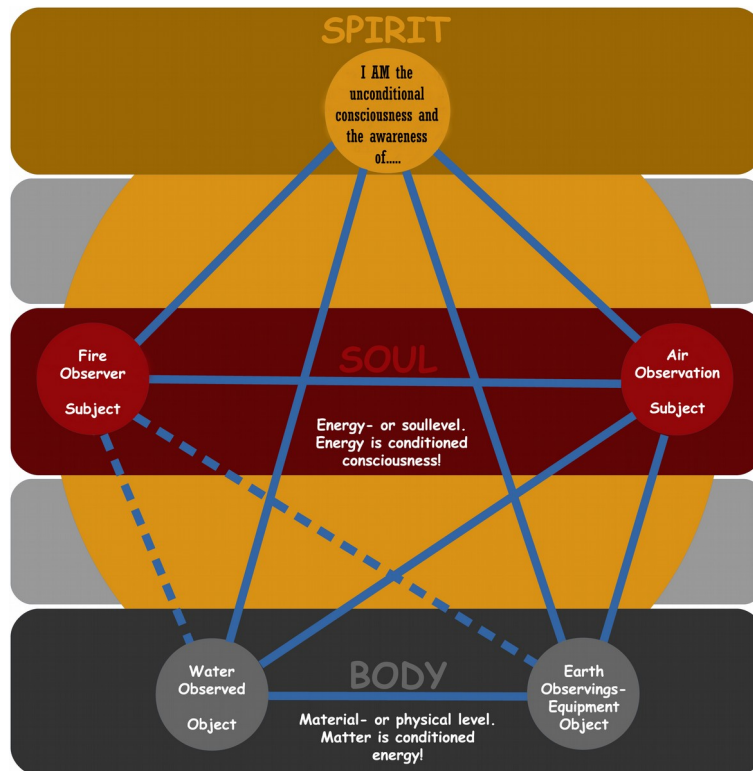 SPIRIT
I AM the
unconditional
consciousness and
the awareness
of.....
Fire
Observer
Subject
SOUL
Air
Observation
Subject
Energy- or soullevel.
Energy is conditioned
consciousness!
Water
Observed
Object
BODY
Earth
Observings-
Equipment
Object
Material- or physical level.
Matter is conditioned
energy!